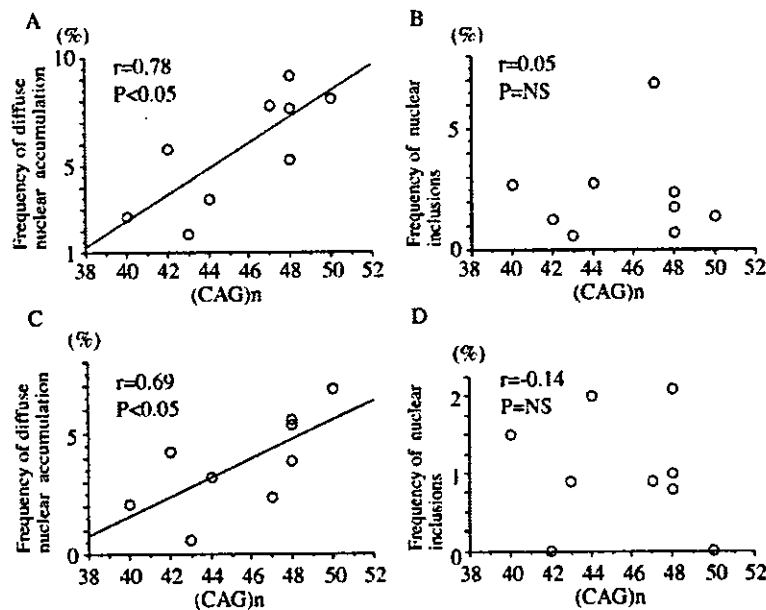 A
(%)
Frequency of diffuse
nuclear accumulation
10
5
1
r=0.78
P<0.05
38 40 42 44 46 48 50 52
(CAG)n
B
(%)
Frequency of nuclear
inclusions
5
0
r=0.05
P=NS
38 40 42 44 46 48 50 52
(CAG)n
C
(%)
Frequency of diffuse
nuclear accumulation
5
0
r=0.69
P<0.05
38 40 42 44 46 48 50 52
(CAG)n
D
(%)
Frequency of nuclear
inclusions
2
1
0
r=-0.14
P=NS
38 40 42 44 46 48 50 52
(CAG)n